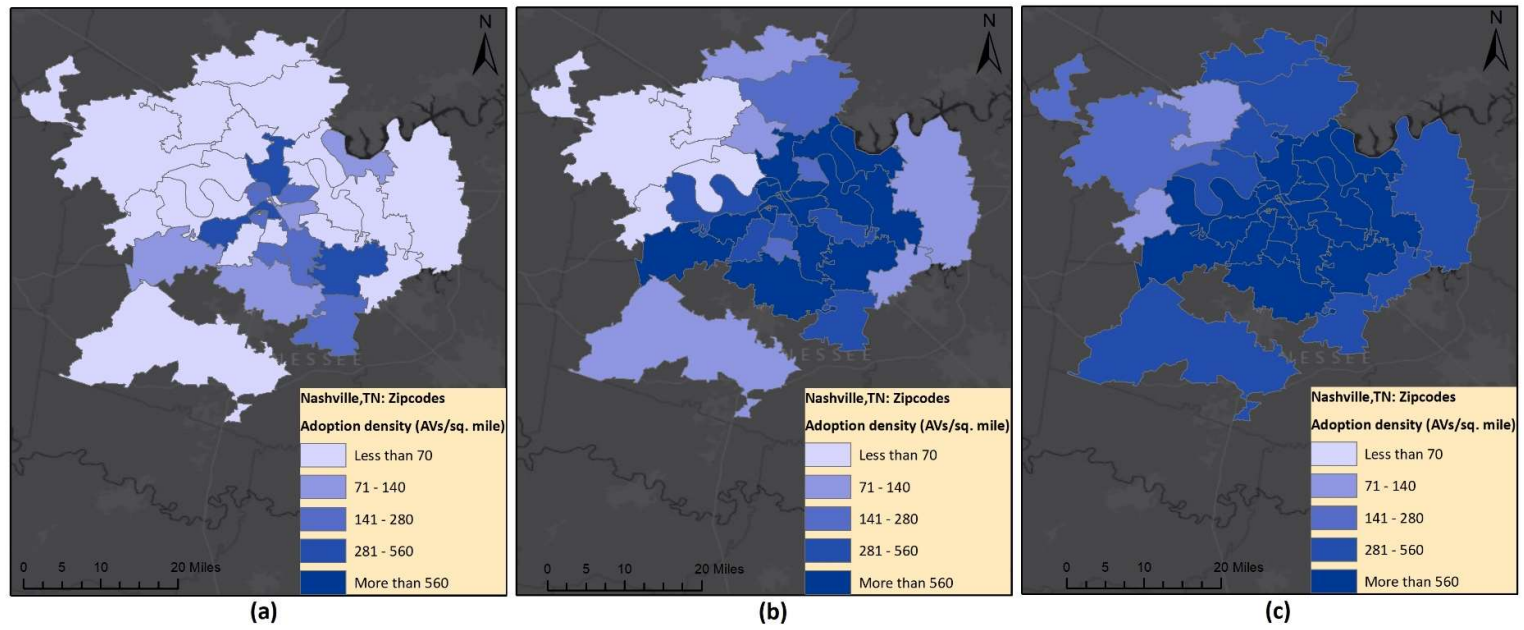 N
NESSEE
Nashville,TN: Zipcodes
Adoption density (AVs/sq. mile)
Less than 70
71 - 140
141 - 280
281 - 560
More than 560
0 5 10 20 Miles
(a)
N
NESSEE
Nashville,TN: Zipcodes
Adoption density (AVs/sq. mile)
Less than 70
71 - 140
141 - 280
281 - 560
More than 560
0 5 10 20 Miles
(b)
N
NESSEE
Nashville,TN: Zipcodes
Adoption density (AVs/sq. mile)
Less than 70
71 - 140
141 - 280
281 - 560
More than 560
0 5 10 20 Miles
(c)